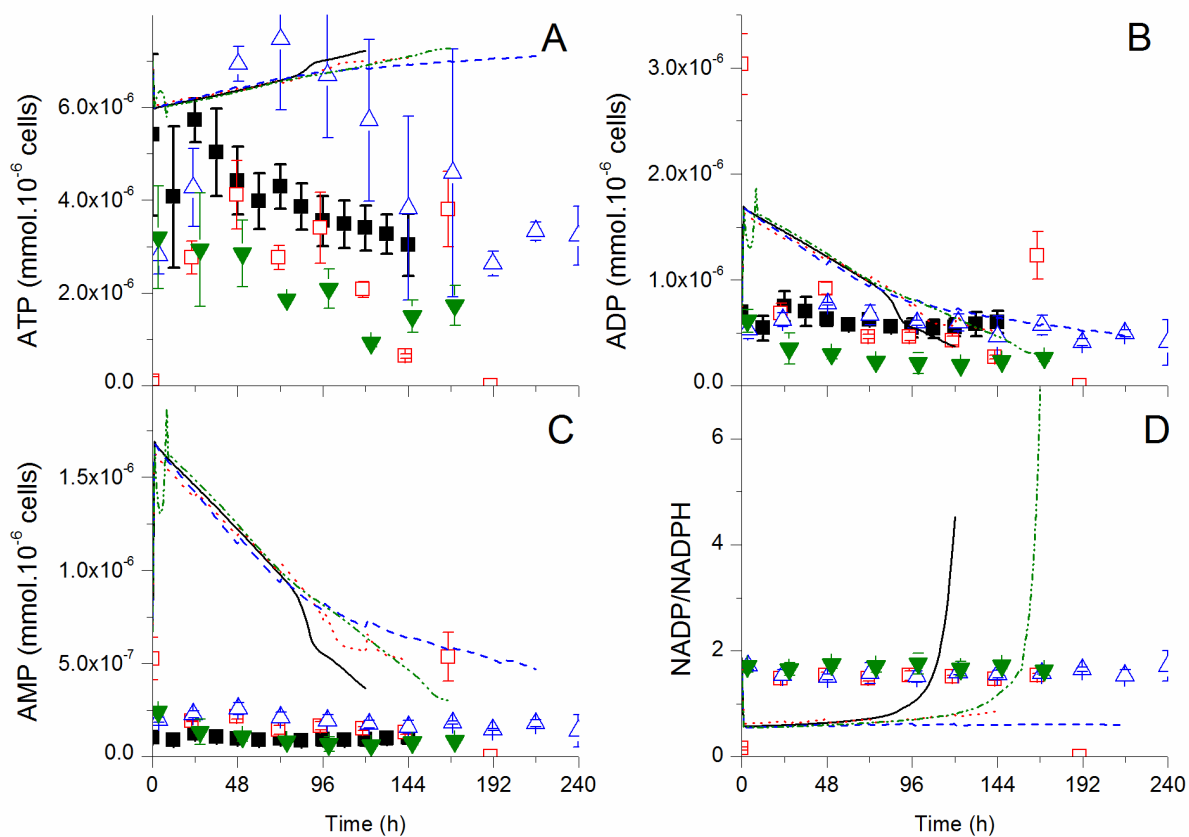 A
ATP (mmol.10⁻⁶ cells)
6.0x10⁻⁶
4.0x10⁻⁶
2.0x10⁻⁶
0.0
B
ADP (mmol.10⁻⁶ cells)
3.0x10⁻⁶
2.0x10⁻⁶
1.0x10⁻⁶
0.0
C
AMP (mmol.10⁻⁶ cells)
1.5x10⁻⁶
1.0x10⁻⁶
5.0x10⁻⁷
0.0
0 48 96 144 192 240
Time (h)
D
NADP/NADPH
6
4
2
0
0 48 96 144 192 240
Time (h)